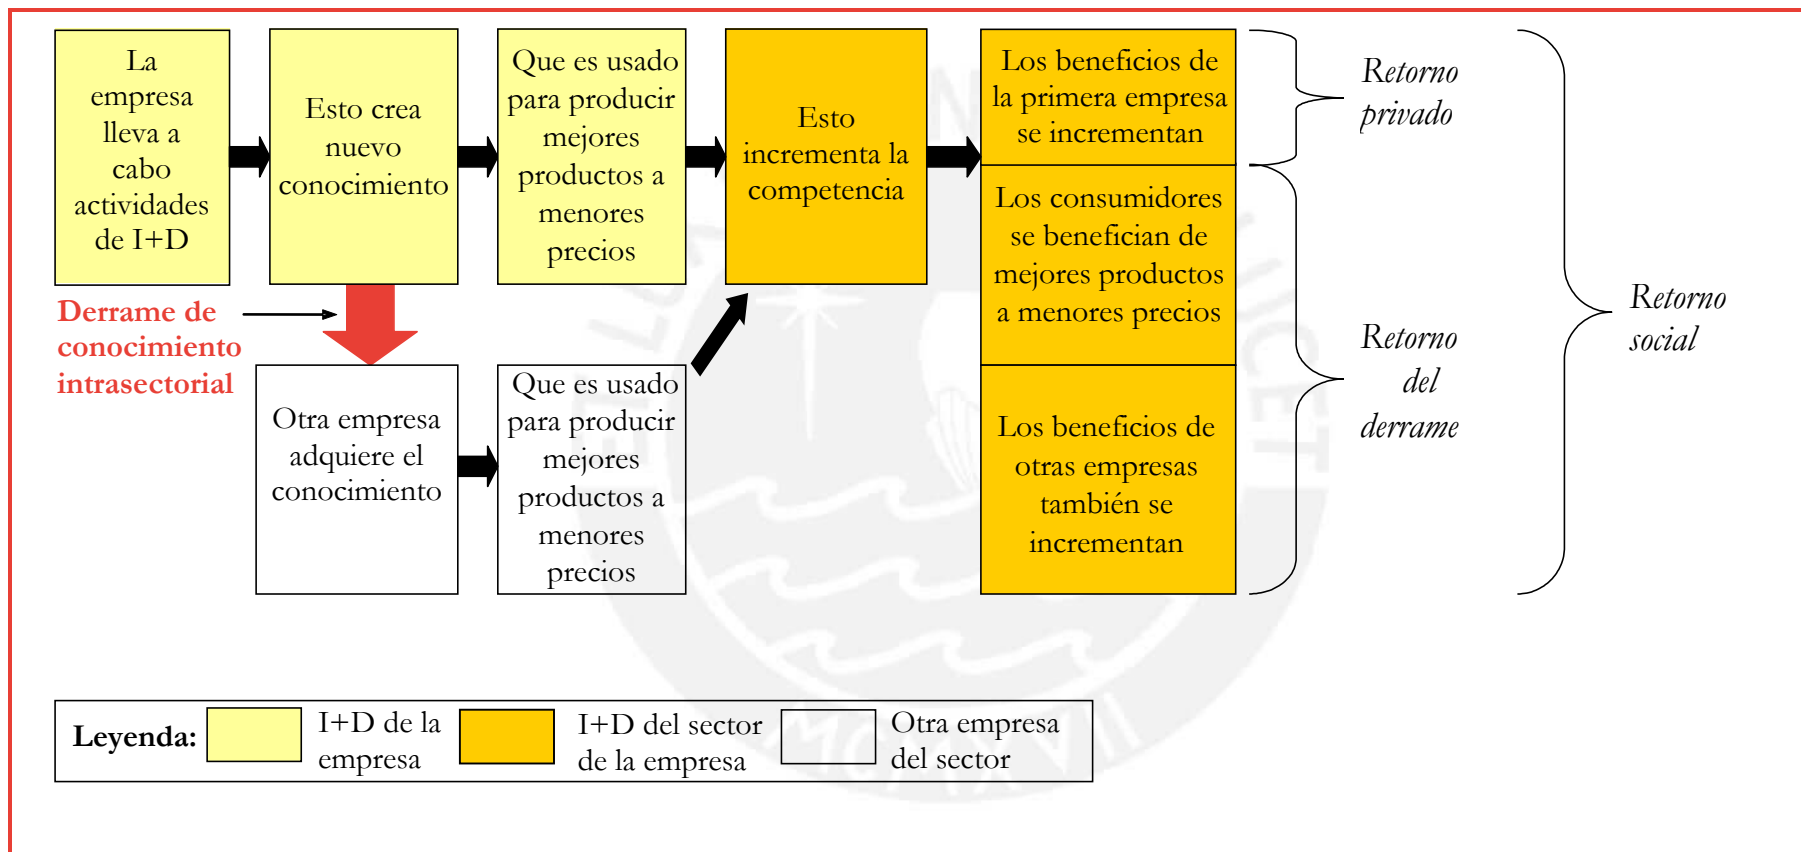 La
empresa
lleva a
cabo
actividades
de I+D
Esto crea
nuevo
conocimiento
Que es usado
para producir
mejores
productos a
menores
precios
Esto
incrementa la
competencia
Los beneficios de
la primera empresa
se incrementan
Los consumidores
se benefician de
mejores productos
a menores precios
Los beneficios de
otras empresas
también se
incrementan
Retorno
privado
Retorno
del
derrame
Retorno
social
Derrame de
conocimiento
intrasectorial
Otra empresa
adquiere el
conocimiento
Que es usado
para producir
mejores
productos a
menores
precios
Leyenda:
I+D de la
empresa
I+D del sector
de la empresa
Otra empresa
del sector
MCMXVII